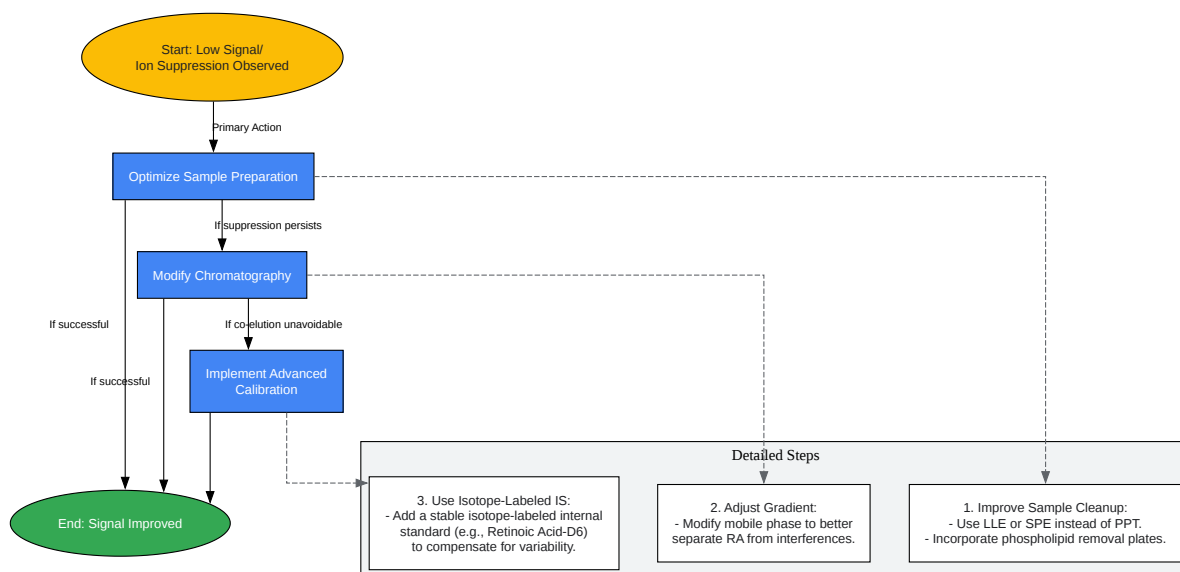 Start: Low Signal/
Ion Suppression Observed
Primary Action
Optimize Sample Preparation
If suppression persists
Modify Chromatography
If successful
If co-elution unavoidable
If successful
Implement Advanced
Calibration
Detailed Steps
3. Use Isotope-Labeled IS:
- Add a stable isotope-labeled internal
standard (e.g., Retinoic Acid-D6)
to compensate for variability.
2. Adjust Gradient:
- Modify mobile phase to better
separate RA from interferences.
1. Improve Sample Cleanup:
- Use LLE or SPE instead of PPT.
- Incorporate phospholipid removal plates.
End: Signal Improved